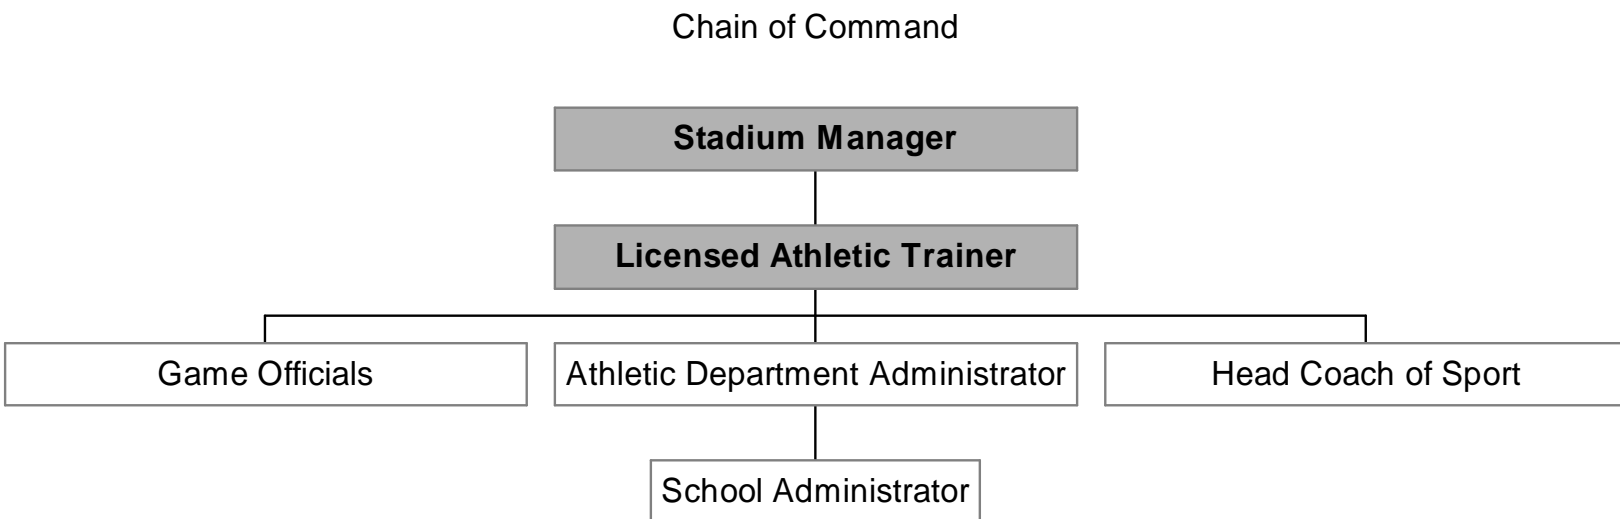 Chain of Command
Stadium Manager
Licensed Athletic Trainer
Game Officials
Athletic Department Administrator
Head Coach of Sport
School Administrator